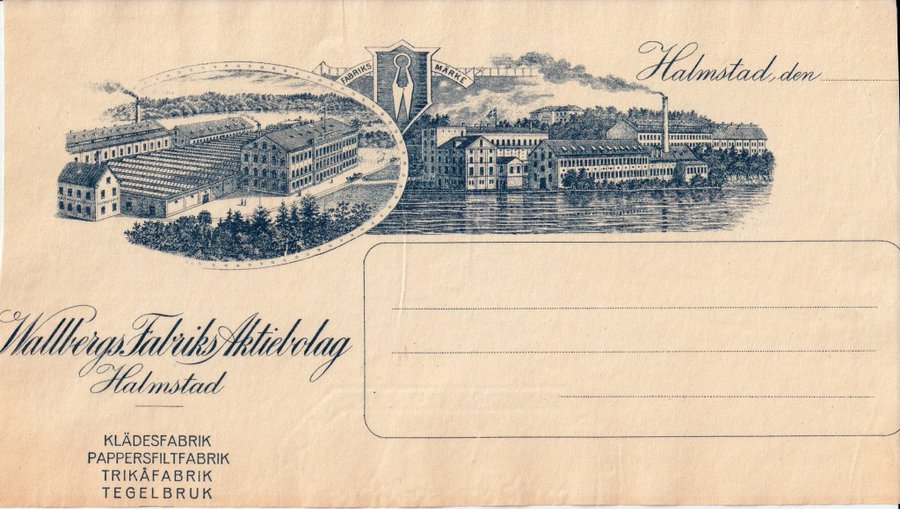 FABRIKS MÄRKE
Halmstad, den
Wallbergs Fabriks Aktiebolag
Halmstad
KLÄDESFABRIK
PAPPERSFILTFABRIK
TRIKÅFABRIK
TEGELBRUK